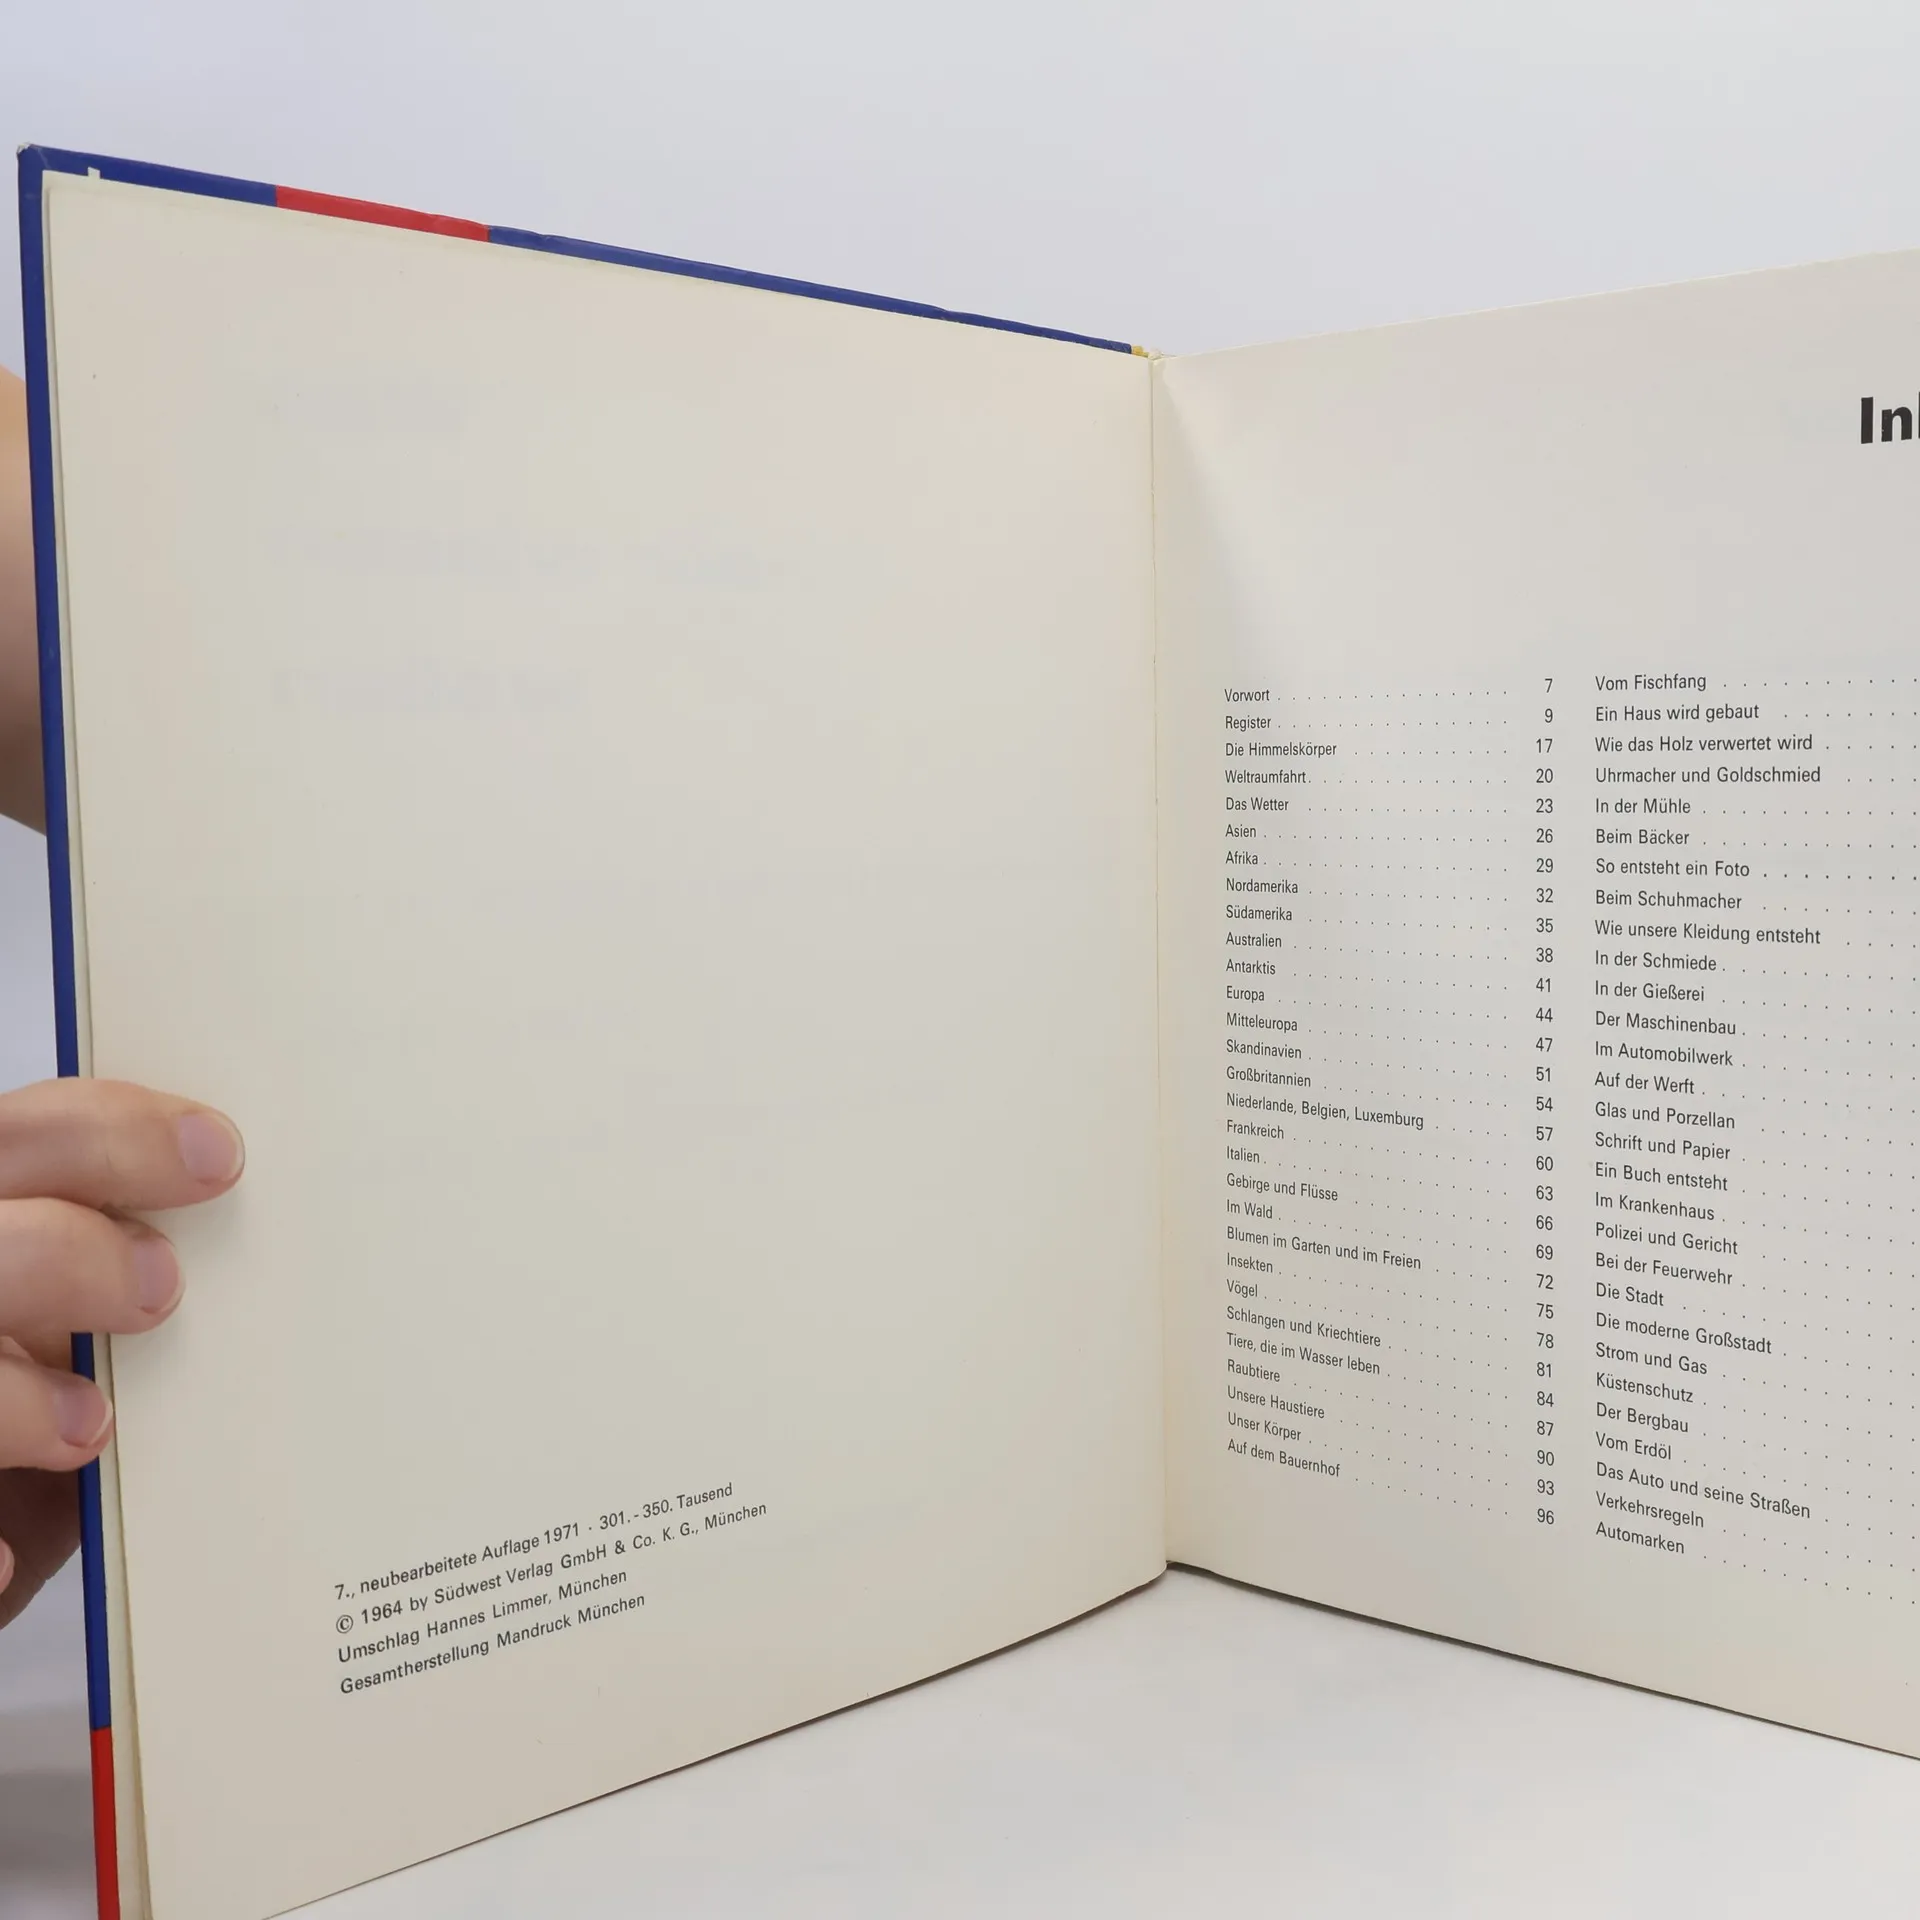 7., neubearbeitete Auflage 1971 · 301.-350. Tausend
© 1964 by Südwest Verlag GmbH & Co. K. G., München
Umschlag Hannes Limmer, München
Gesamtherstellung Mandruck München
Vorwort . . . . . . . . . . . . . . 7
Register . . . . . . . . . . . . . . 9
Die Himmelskörper . . . . . . . . . . 17
Weltraumfahrt . . . . . . . . . . . . 20
Das Wetter . . . . . . . . . . . . 23
Asien . . . . . . . . . . . . . . 26
Afrika . . . . . . . . . . . . . . 29
Nordamerika . . . . . . . . . . . . 32
Südamerika . . . . . . . . . . . . 35
Australien . . . . . . . . . . . . 38
Antarktis . . . . . . . . . . . . 41
Europa . . . . . . . . . . . . . . 44
Mitteleuropa . . . . . . . . . . . . 47
Skandinavien . . . . . . . . . . . . 51
Großbritannien . . . . . . . . . . . 54
Niederlande, Belgien, Luxemburg . . . . . 57
Frankreich . . . . . . . . . . . . 60
Italien . . . . . . . . . . . . . . 63
Gebirge und Flüsse . . . . . . . . . . 66
Im Wald . . . . . . . . . . . . . 69
Blumen im Garten und im Freien . . . . . 72
Insekten . . . . . . . . . . . . . 75
Vögel . . . . . . . . . . . . . . 78
Schlangen und Kriechtiere . . . . . . . 81
Tiere, die im Wasser leben . . . . . . . 84
Raubtiere . . . . . . . . . . . . 87
Unsere Haustiere . . . . . . . . . . 90
Unser Körper . . . . . . . . . . . . 93
Auf dem Bauernhof . . . . . . . . . . 96
Vom Fischfang . . . . . . . . . .
Ein Haus wird gebaut . . . . . . .
Wie das Holz verwertet wird . . . . .
Uhrmacher und Goldschmied . . . .
In der Mühle . . . . . . . . . . .
Beim Bäcker . . . . . . . . . . .
So entsteht ein Foto . . . . . . . .
Beim Schuhmacher . . . . . . . .
Wie unsere Kleidung entsteht . . . .
In der Schmiede . . . . . . . . . .
In der Gießerei . . . . . . . . . .
Der Maschinenbau . . . . . . . . .
Im Automobilwerk . . . . . . . . .
Auf der Werft . . . . . . . . . . .
Glas und Porzellan . . . . . . . .
Schrift und Papier . . . . . . . . .
Ein Buch entsteht . . . . . . . . .
Im Krankenhaus . . . . . . . . . .
Polizei und Gericht . . . . . . . .
Bei der Feuerwehr . . . . . . . . .
Die Stadt . . . . . . . . . . . .
Die moderne Großstadt . . . . . . .
Strom und Gas . . . . . . . . . .
Küstenschutz . . . . . . . . . . .
Der Bergbau . . . . . . . . . . .
Vom Erdöl . . . . . . . . . . . .
Das Auto und seine Straßen . . . . .
Verkehrsregeln . . . . . . . . . .
Automarken . . . . . . . . . . .